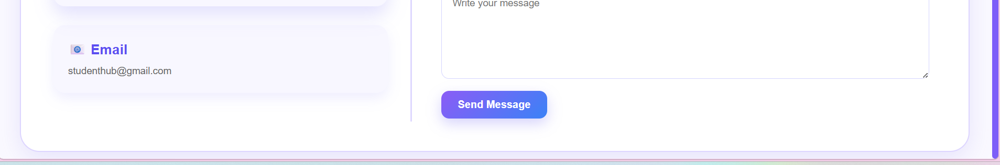 Write your message
Email
studenthub@gmail.com
Send Message